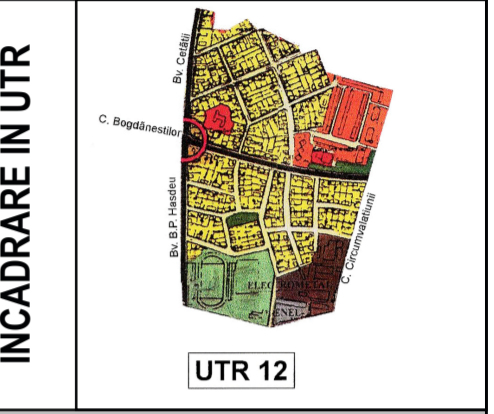 INCADRARE IN UTR
Bv. Cetății
C. Bogdăneștilor
Bv. B.P. Hasdeu
C. Circumvalațiunii
ELECTROMETAL
ENEL
UTR 12